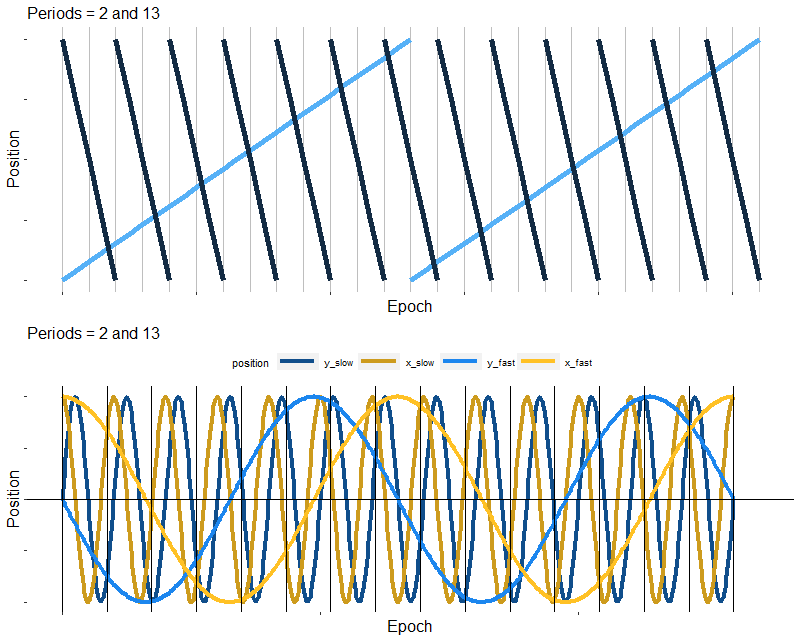 Periods = 2 and 13
Position
Epoch
Periods = 2 and 13
position y_slow x_slow y_fast x_fast
Position
Epoch